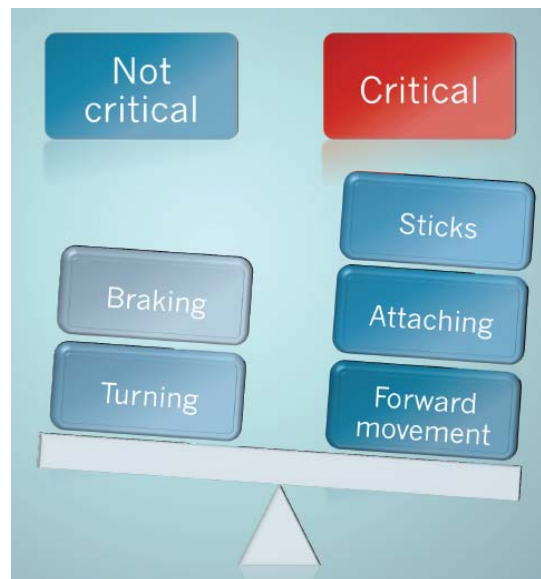 Not
critical
Critical
Sticks
Braking
Attaching
Turning
Forward
movement